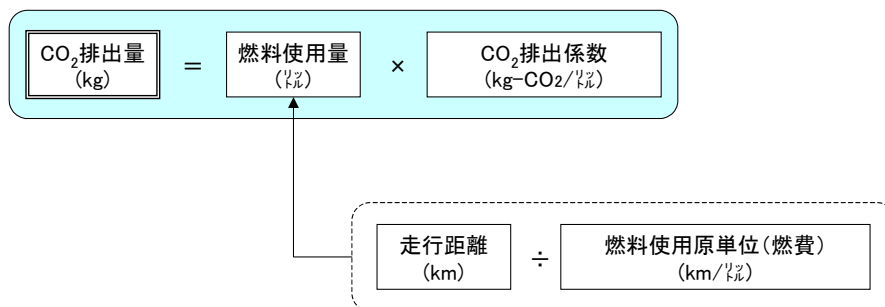 CO₂排出量 = 燃料使用量 × CO₂排出係数
(kg) (リットル) (kg-CO2/リットル)
走行距離 ÷ 燃料使用原単位(燃費)
(km) (km/リットル)